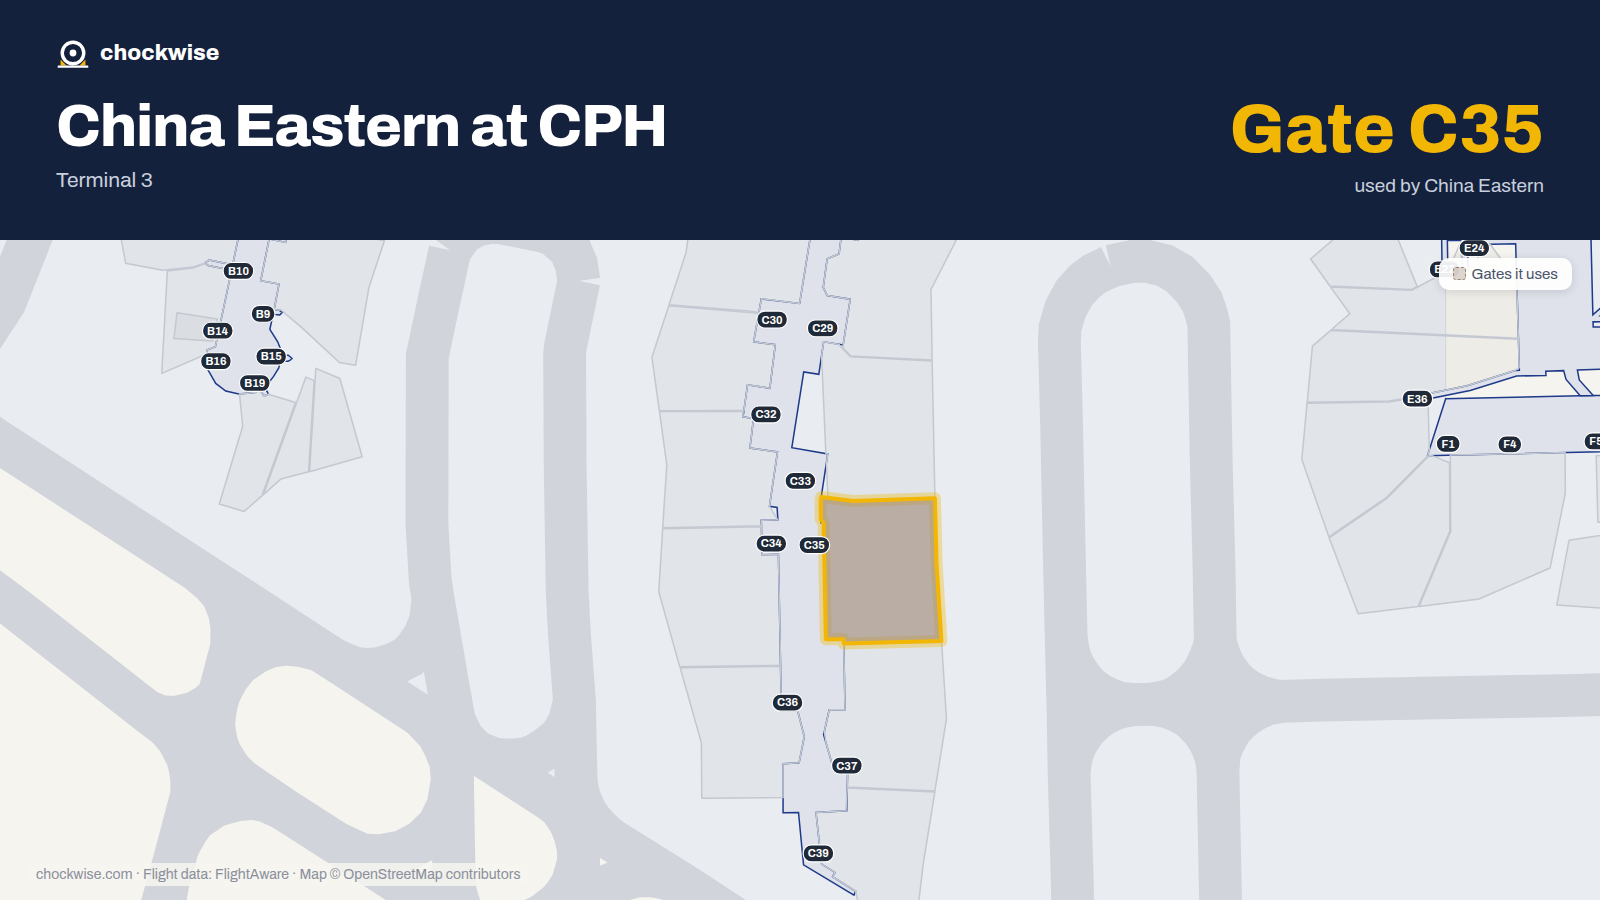 chockwise
China Eastern at CPH
Terminal 3
Gate C35
used by China Eastern
E24
Gates it uses
B10
B9
B14
B15
B16
B19
C30
C29
C32
C33
C34
C35
C36
C37
C39
E36
F1
F4
chockwise.com · Flight data: FlightAware · Map © OpenStreetMap contributors